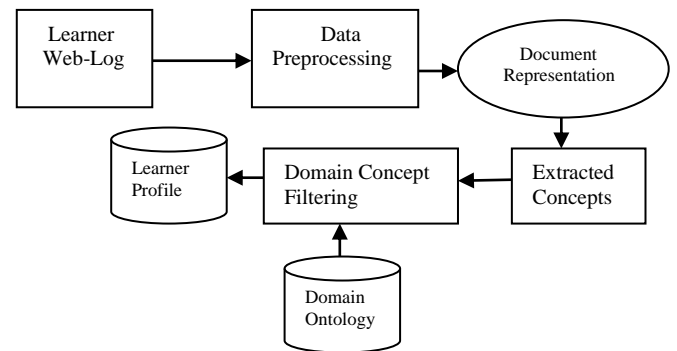 Learner
Web-Log
Data
Preprocessing
Document
Representation
Learner
Profile
Domain Concept
Filtering
Extracted
Concepts
Domain
Ontology